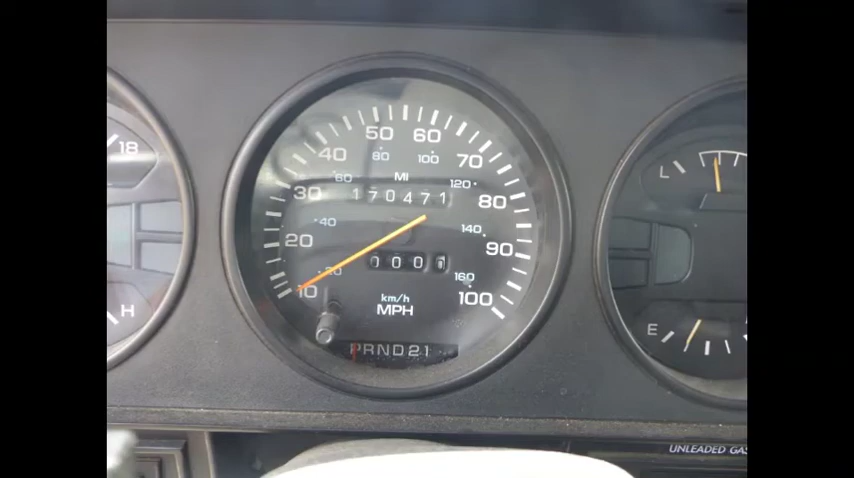 18
H
50 60
40 70
80 100
60 MI 120
30 170471 80
40 140
20 90
20 0001 160
10 km/h 100
MPH
PRND21
L
E
UNLEADED GAS